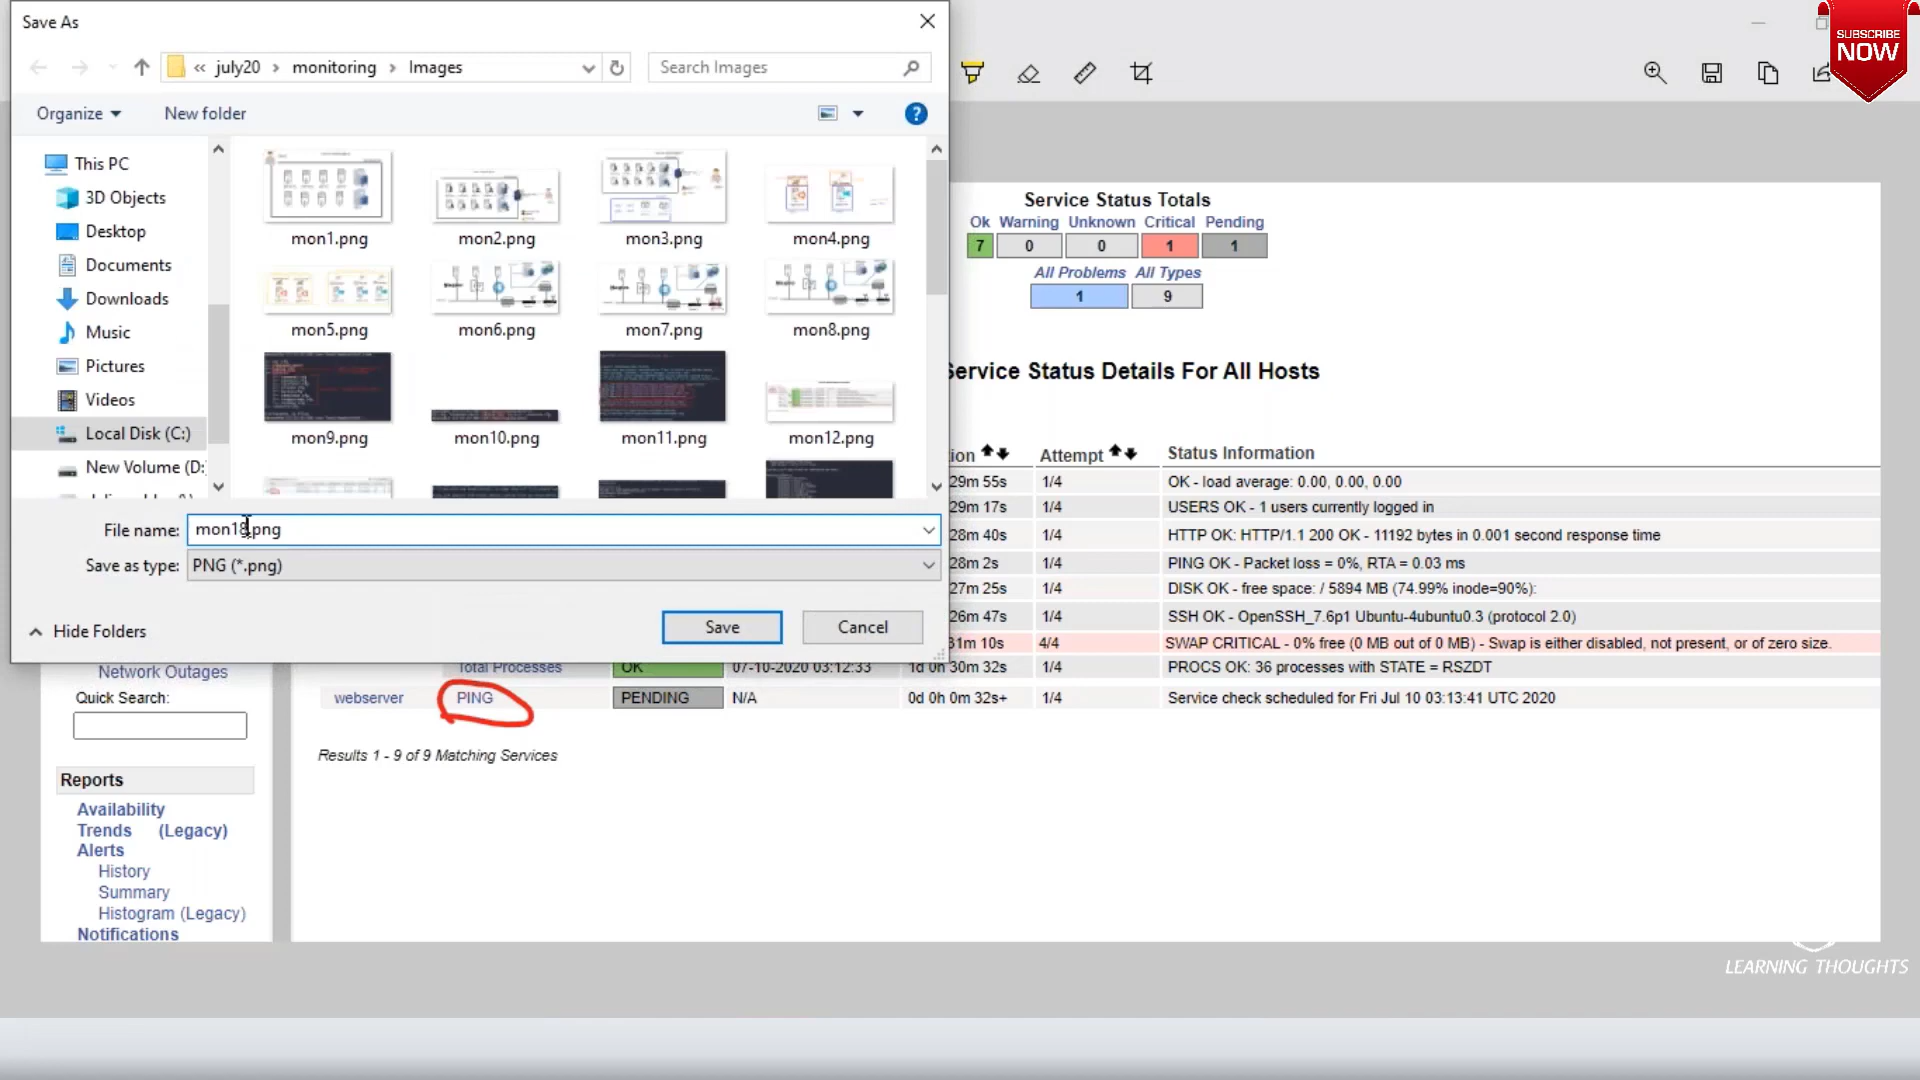 Save As
SUBSCRIBE
NOW
« july20 › monitoring › Images
Search Images
Organize
New folder
This PC
3D Objects
Desktop
Documents
Downloads
Music
Pictures
Videos
Local Disk (C:)
New Volume (D:
mon1.png
mon2.png
mon3.png
mon4.png
mon5.png
mon6.png
mon7.png
mon8.png
mon9.png
mon10.png
mon11.png
mon12.png
File name: mon18.png
Save as type: PNG (*.png)
Hide Folders
Save
Cancel
Service Status Totals
Ok Warning Unknown Critical Pending
7 0 0 1 1
All Problems All Types
1 9
Service Status Details For All Hosts
ion Attempt Status Information
29m 55s 1/4 OK - load average: 0.00, 0.00, 0.00
29m 17s 1/4 USERS OK - 1 users currently logged in
28m 40s 1/4 HTTP OK: HTTP/1.1 200 OK - 11192 bytes in 0.001 second response time
28m 2s 1/4 PING OK - Packet loss = 0%, RTA = 0.03 ms
27m 25s 1/4 DISK OK - free space: / 5894 MB (74.99% inode=90%):
26m 47s 1/4 SSH OK - OpenSSH_7.6p1 Ubuntu-4ubuntu0.3 (protocol 2.0)
31m 10s 4/4 SWAP CRITICAL - 0% free (0 MB out of 0 MB) - Swap is either disabled, not present, or of zero size.
Total Processes OK 07-10-2020 03:12:33 1d 0h 30m 32s 1/4 PROCS OK: 36 processes with STATE = RSZDT
webserver PING PENDING N/A 0d 0h 0m 32s+ 1/4 Service check scheduled for Fri Jul 10 03:13:41 UTC 2020
Results 1 - 9 of 9 Matching Services
Network Outages
Quick Search:
Reports
Availability
Trends (Legacy)
Alerts
History
Summary
Histogram (Legacy)
Notifications
LEARNING THOUGHTS